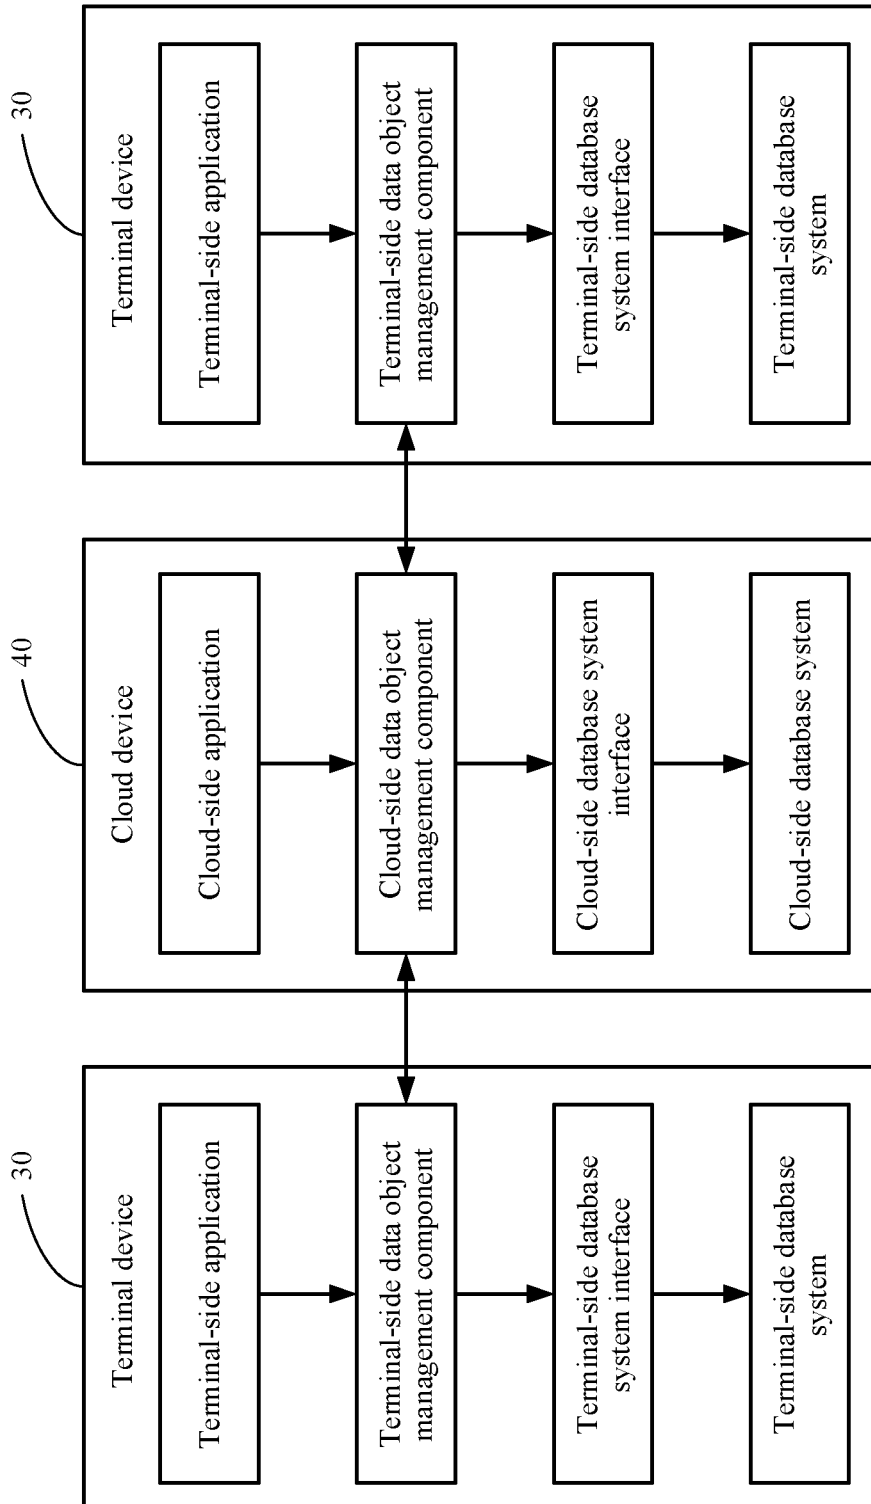 30
Terminal device
Terminal-side application
Terminal-side data object
management component
Terminal-side database
system interface
Terminal-side database
system
40
Cloud device
Cloud-side application
Cloud-side data object
management component
Cloud-side database system
interface
Cloud-side database system
30
Terminal device
Terminal-side application
Terminal-side data object
management component
Terminal-side database
system interface
Terminal-side database
system